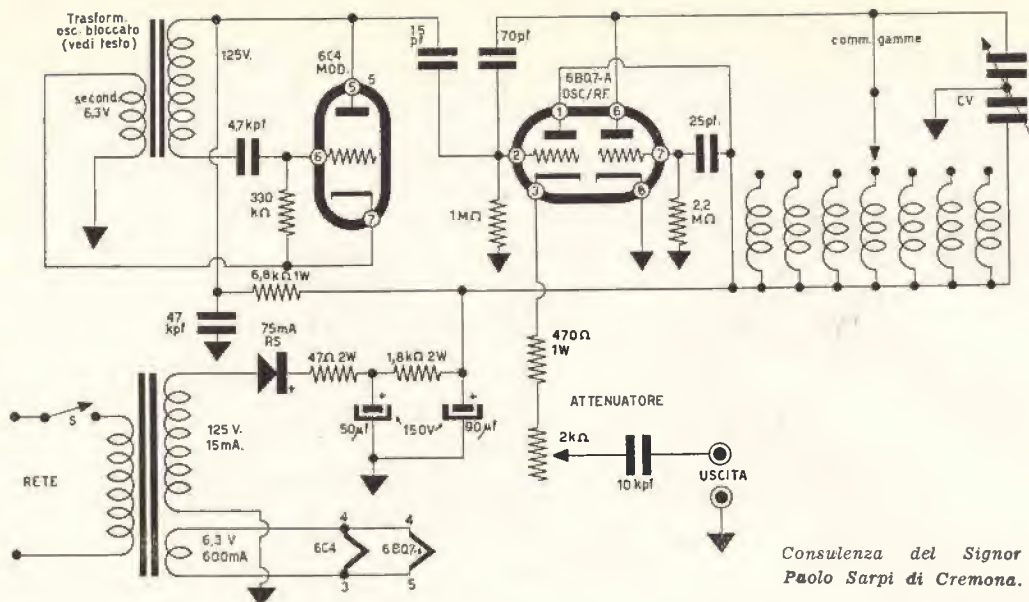 Trasform.
osc. bloccato
(vedi testo)
125V.
second.
6,3V
4,7kpf
330
kΩ
6C4
MOD.
5
5
6
7
15
pf
70pf
6BQ7-A
OSC/RF.
1
6
2
7
3
8
25pf.
1MΩ
2,2
MΩ
comm. gamme
CV
6,8kΩ 1W
47
kpf
75mA
RS
+
47Ω 2W
1,8kΩ 2W
+
+
50µf
150V
90µf
S
RETE
125 V.
15mA.
6,3 V
600mA
4
4
6C4
6BQ7-A
3
5
470Ω
1W
ATTENUATORE
2kΩ
10kpf
USCITA
Consulenza del Signor
Paolo Sarpi di Cremona.